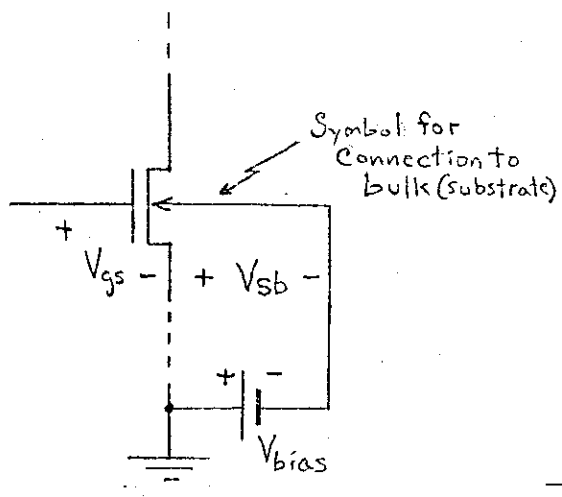 Symbol for
Connection to
bulk (substrate)
+
Vgs - + Vsb -
+ -
Vbias